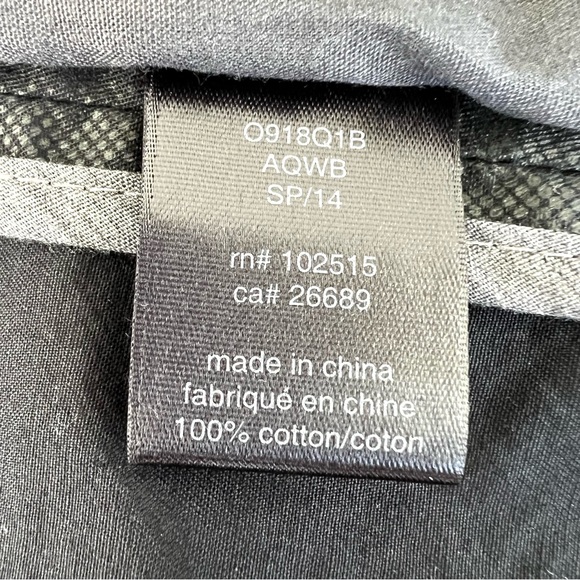 O918Q1B
AQWB
SP/14
rn# 102515
ca# 26689
made in china
fabriqué en chine
100% cotton/coton